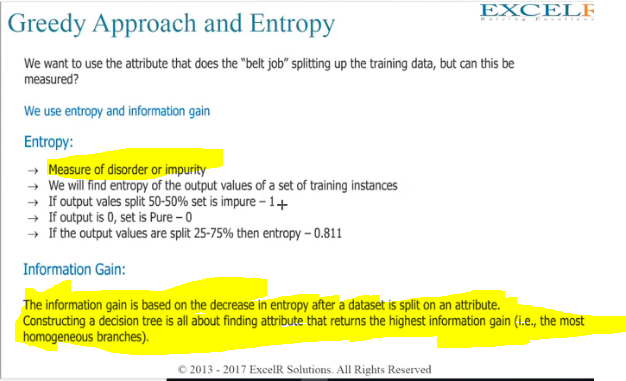 EXCELR
Greedy Approach and Entropy
We want to use the attribute that does the “belt job” splitting up the training data, but can this be
measured?
We use entropy and information gain
Entropy:
→ Measure of disorder or impurity
→ We will find entropy of the output values of a set of training instances
→ If output vales split 50-50% set is impure – 1
→ If output is 0, set is Pure – 0
→ If the output values are split 25-75% then entropy – 0.811
Information Gain:
The information gain is based on the decrease in entropy after a dataset is split on an attribute.
Constructing a decision tree is all about finding attribute that returns the highest information gain (i.e., the most
homogeneous branches).
© 2013 - 2017 ExcelR Solutions. All Rights Reserved